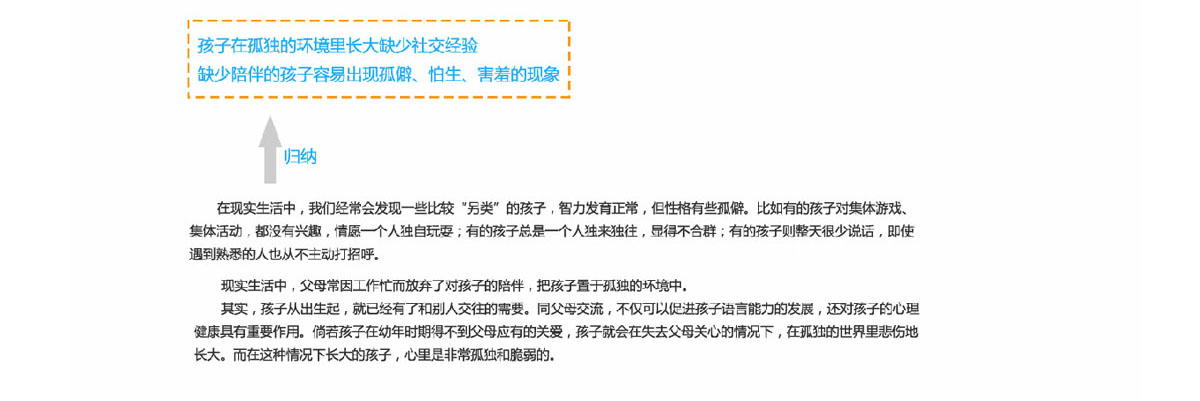 孩子在孤独的环境里长大缺少社交经验
缺少陪伴的孩子容易出现孤僻、怕生、害羞的现象
归纳
在现实生活中，我们经常会发现一些比较“另类”的孩子，智力发育正常，但性格有些孤僻。比如有的孩子对集体游戏、
集体活动，都没有兴趣，情愿一个人独自玩耍；有的孩子总是一个人独来独往，显得不合群；有的孩子则整天很少说话，即使
遇到熟悉的人也从不主动打招呼。
现实生活中，父母常因工作忙而放弃了对孩子的陪伴，把孩子置于孤独的环境中。
其实，孩子从出生起，就已经有了和别人交往的需要。同父母交流，不仅可以促进孩子语言能力的发展，还对孩子的心理
健康具有重要作用。倘若孩子在幼年时期得不到父母应有的关爱，孩子就会在失去父母关心的情况下，在孤独的世界里悲伤地
长大。而在这种情况下长大的孩子，心里是非常孤独和脆弱的。